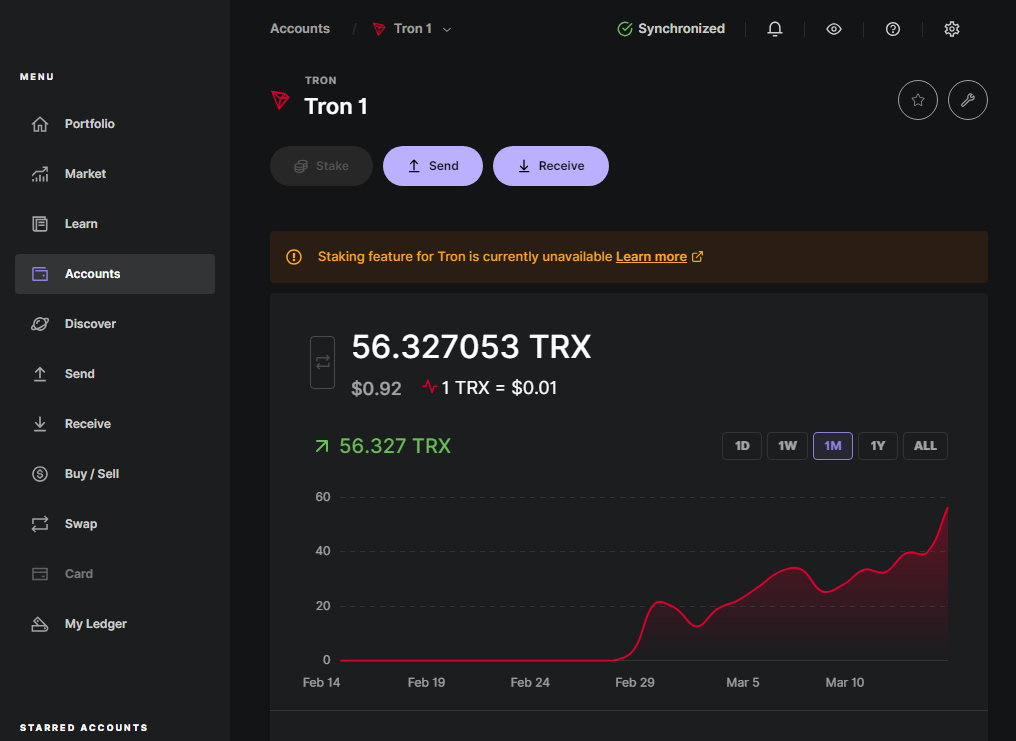 Accounts / Tron 1
Synchronized
MENU
Portfolio
Market
Learn
Accounts
Discover
Send
Receive
Buy / Sell
Swap
Card
My Ledger
STARRED ACCOUNTS
TRON
Tron 1
Stake
Send
Receive
Staking feature for Tron is currently unavailable Learn more
56.327053 TRX
$0.92
1 TRX = $0.01
56.327 TRX
1D 1W 1M 1Y ALL
60
40
20
0
Feb 14 Feb 19 Feb 24 Feb 29 Mar 5 Mar 10